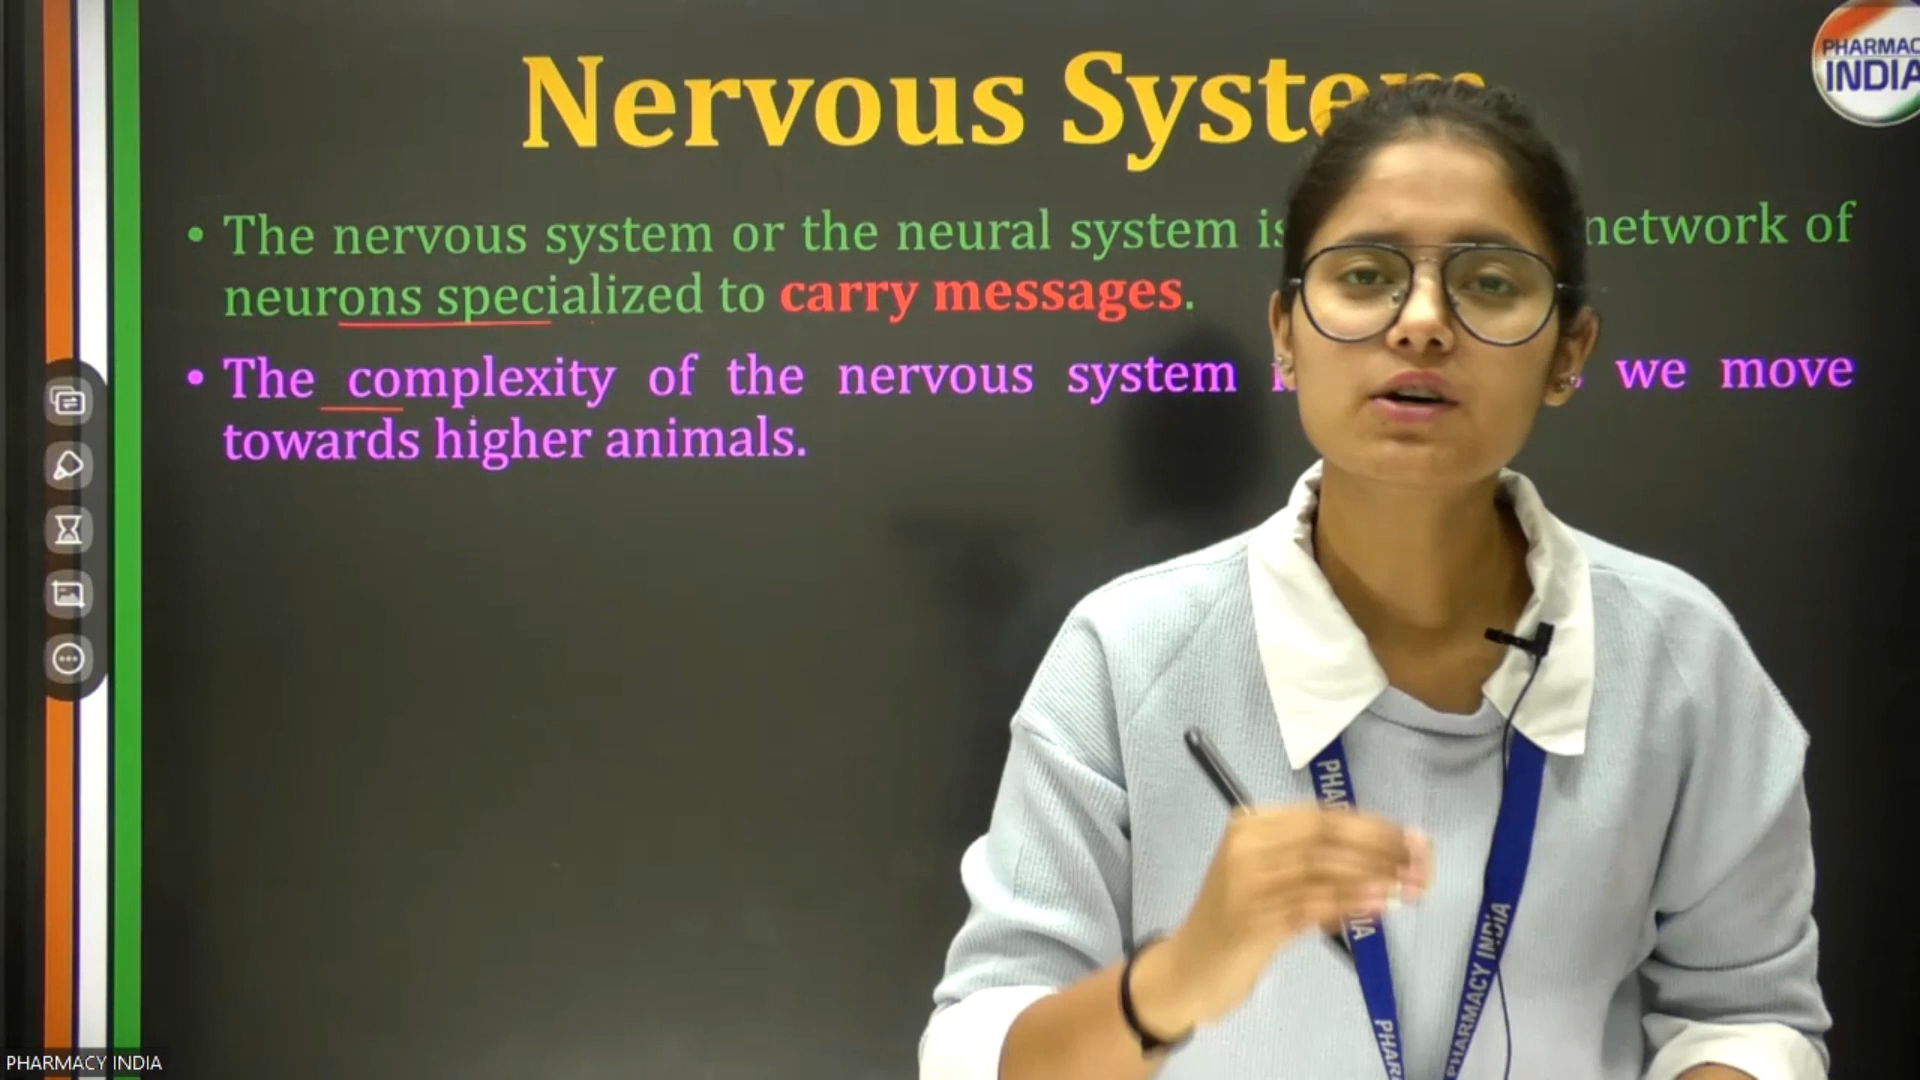 Nervous System
PHARMAC
INDIA
• The nervous system or the neural system is network of
neurons specialized to carry messages.
• The complexity of the nervous system we move
towards higher animals.
PHARMACY INDIA
PHARMACY INDIA